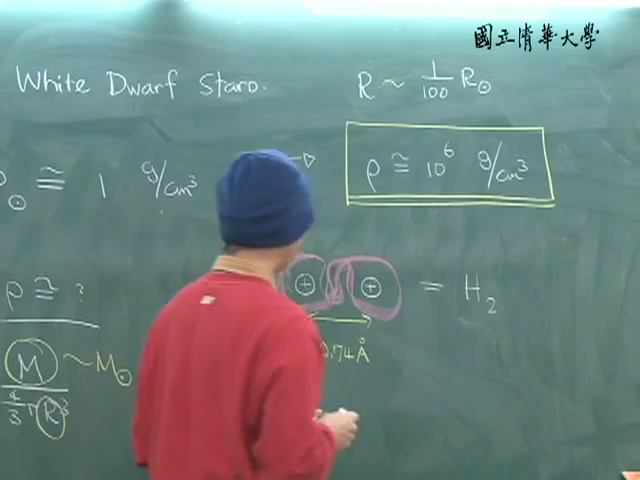 國立清華大學
White Dwarf Stars.
R ~ 1/100 R⊙
ρ⊙ ≅ 1 g/cm³
ρ ≅ 10⁶ g/cm³
⊕ ⊕ = H₂
0.74 Å
ρ ≅ ?
M ~ M⊙
4/3 π R³